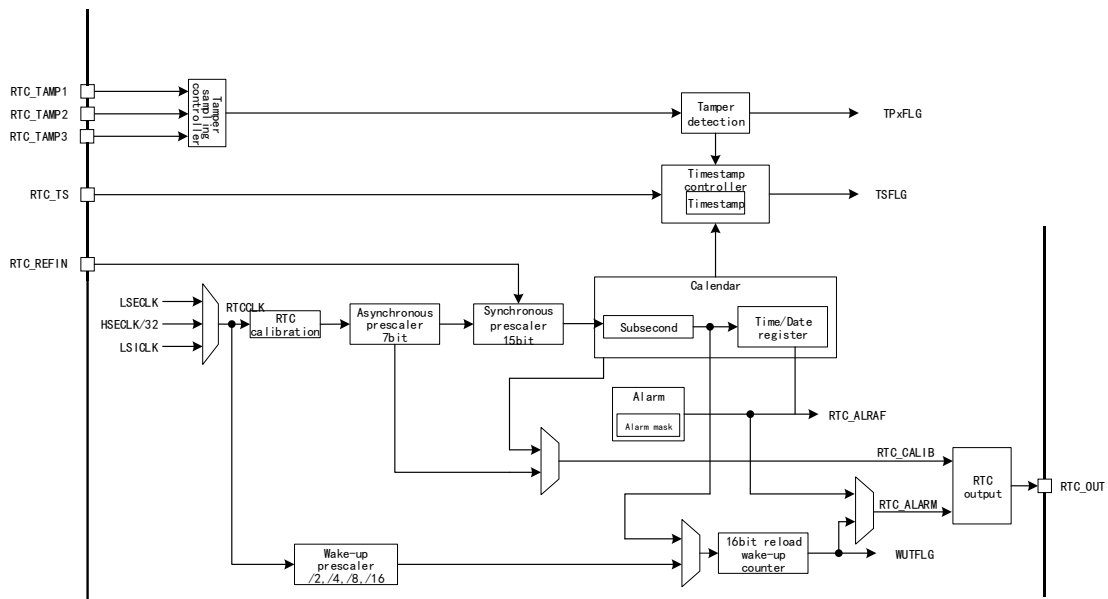 RTC_TAMP1
RTC_TAMP2
RTC_TAMP3
Tamper
sampling
controller
Tamper
detection
TPxFLG
RTC_TS
Timestamp
controller
Timestamp
TSFLG
RTC_REFIN
LSECLK
HSECLK/32
LSICLK
RTCCLK
RTC
calibration
Asynchronous
prescaler
7bit
Synchronous
prescaler
15bit
Calendar
Subsecond
Time/Date
register
Alarm
Alarm mask
RTC_ALRAF
RTC_CALIB
RTC_ALARM
RTC
output
RTC_OUT
Wake-up
prescaler
/2,/4,/8,/16
16bit reload
wake-up
counter
WUTFLG